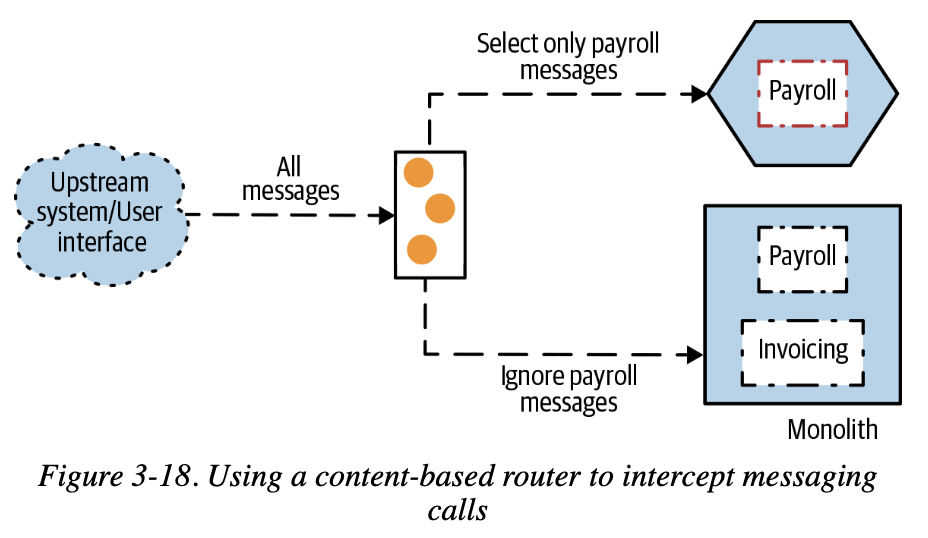 Select only payroll
messages
Payroll
All
messages
Upstream
system/User
interface
Payroll
Invoicing
Ignore payroll
messages
Monolith
Figure 3-18. Using a content-based router to intercept messaging
calls